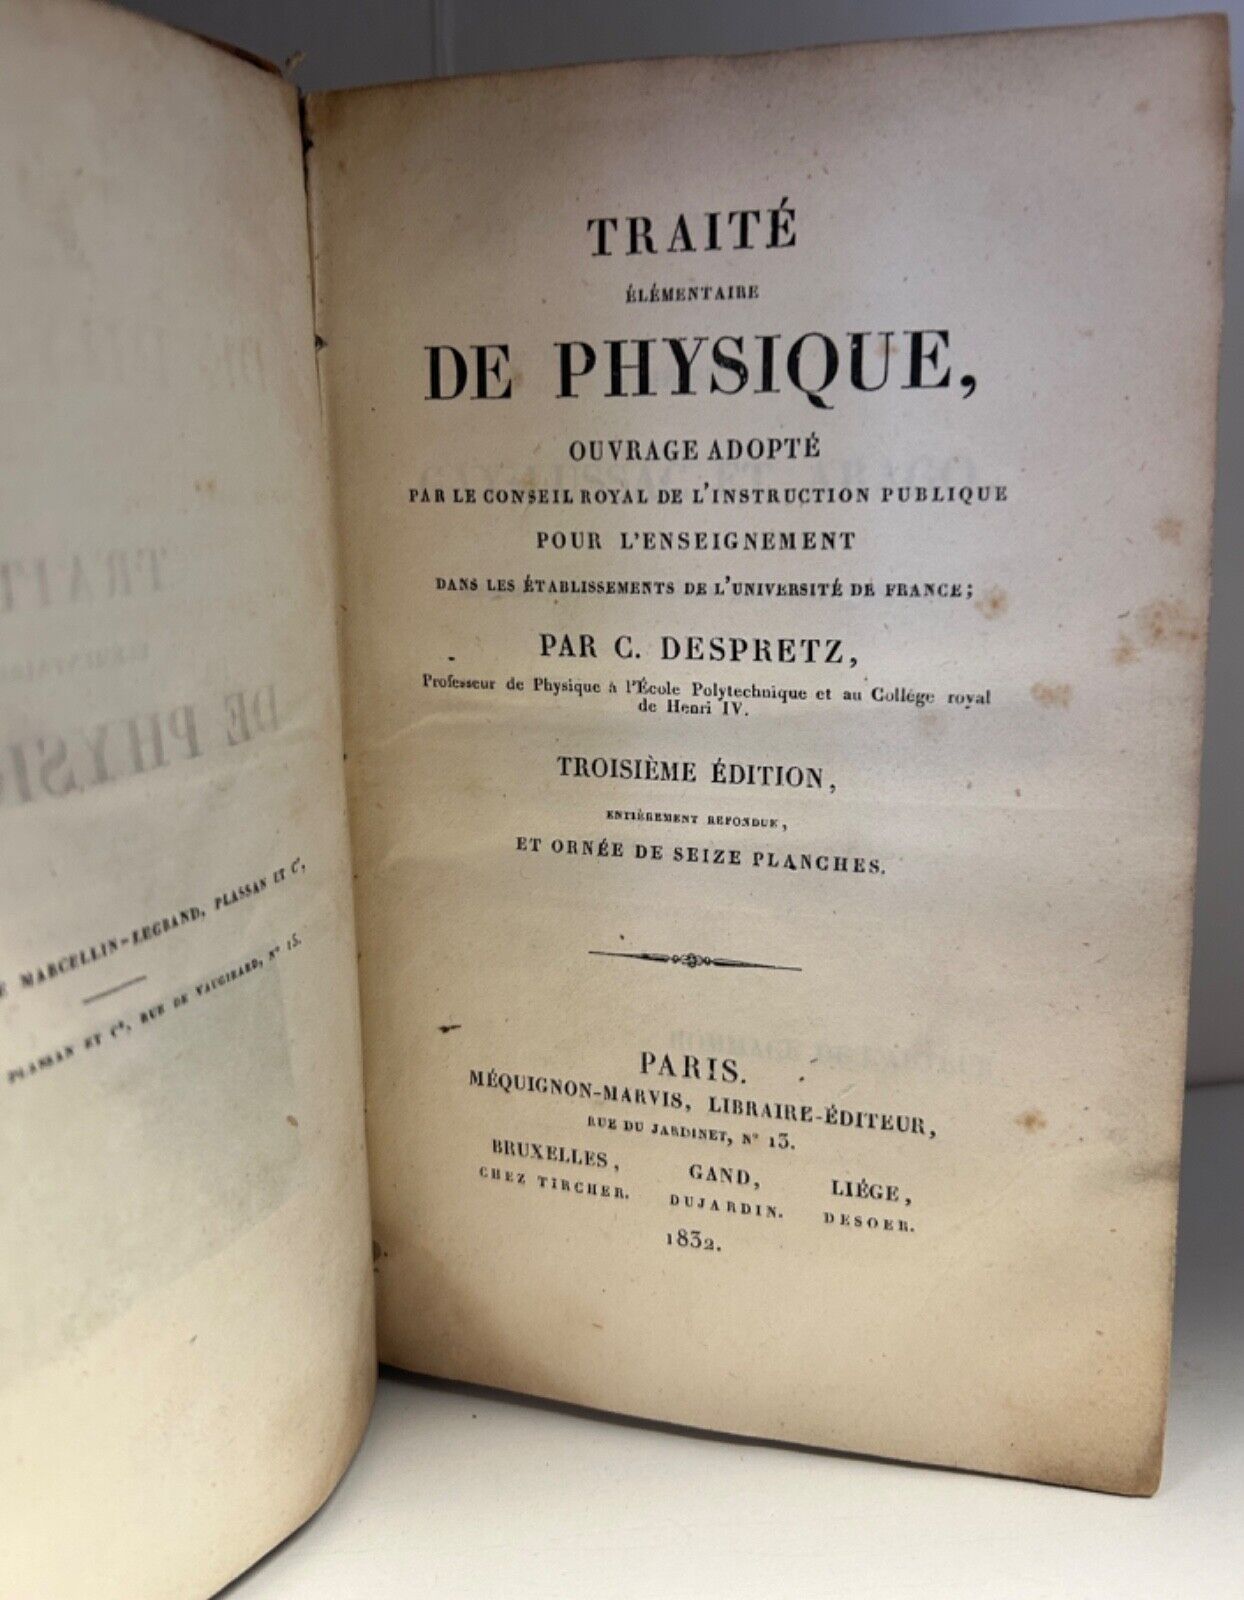 MARCELLIN-LEGRAND, PLASSAN ET Cᵉ,
PLASSAN ET Cᵉ, RUE DE VAUGIRARD, Nº 15.
TRAITÉ
ÉLÉMENTAIRE
DE PHYSIQUE,
OUVRAGE ADOPTÉ
PAR LE CONSEIL ROYAL DE L'INSTRUCTION PUBLIQUE
POUR L'ENSEIGNEMENT
DANS LES ÉTABLISSEMENTS DE L'UNIVERSITÉ DE FRANCE;
PAR C. DESPRETZ,
Professeur de Physique à l'École Polytechnique et au Collége royal
de Henri IV.
TROISIÈME ÉDITION,
ENTIÈREMENT REFONDUE,
ET ORNÉE DE SEIZE PLANCHES.
PARIS.
MÉQUIGNON-MARVIS, LIBRAIRE-ÉDITEUR,
RUE DU JARDINET, Nº 13.
BRUXELLES, GAND, LIÉGE,
CHEZ TIRCHER. DUJARDIN. DESOER.
1832.